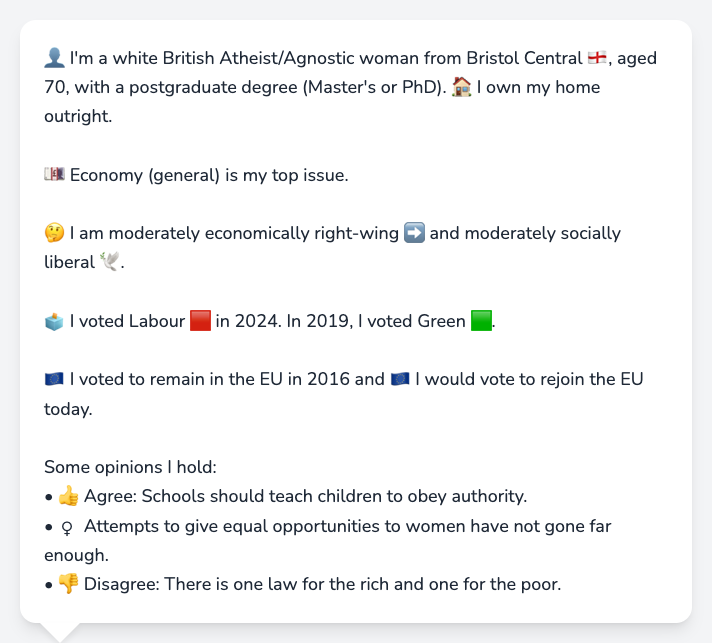 👤 I'm a white British Atheist/Agnostic woman from Bristol Central 🏴󠁧󠁢󠁥󠁮󠁧󠁿, aged
70, with a postgraduate degree (Master's or PhD). 🏠 I own my home
outright.
💷 Economy (general) is my top issue.
🤔 I am moderately economically right-wing ➡️ and moderately socially
liberal 🕊️.
🗳️ I voted Labour 🟥 in 2024. In 2019, I voted Green 🟩.
🇪🇺 I voted to remain in the EU in 2016 and 🇪🇺 I would vote to rejoin the EU
today.
Some opinions I hold:
• 👍 Agree: Schools should teach children to obey authority.
• ♀ Attempts to give equal opportunities to women have not gone far
enough.
• 👎 Disagree: There is one law for the rich and one for the poor.